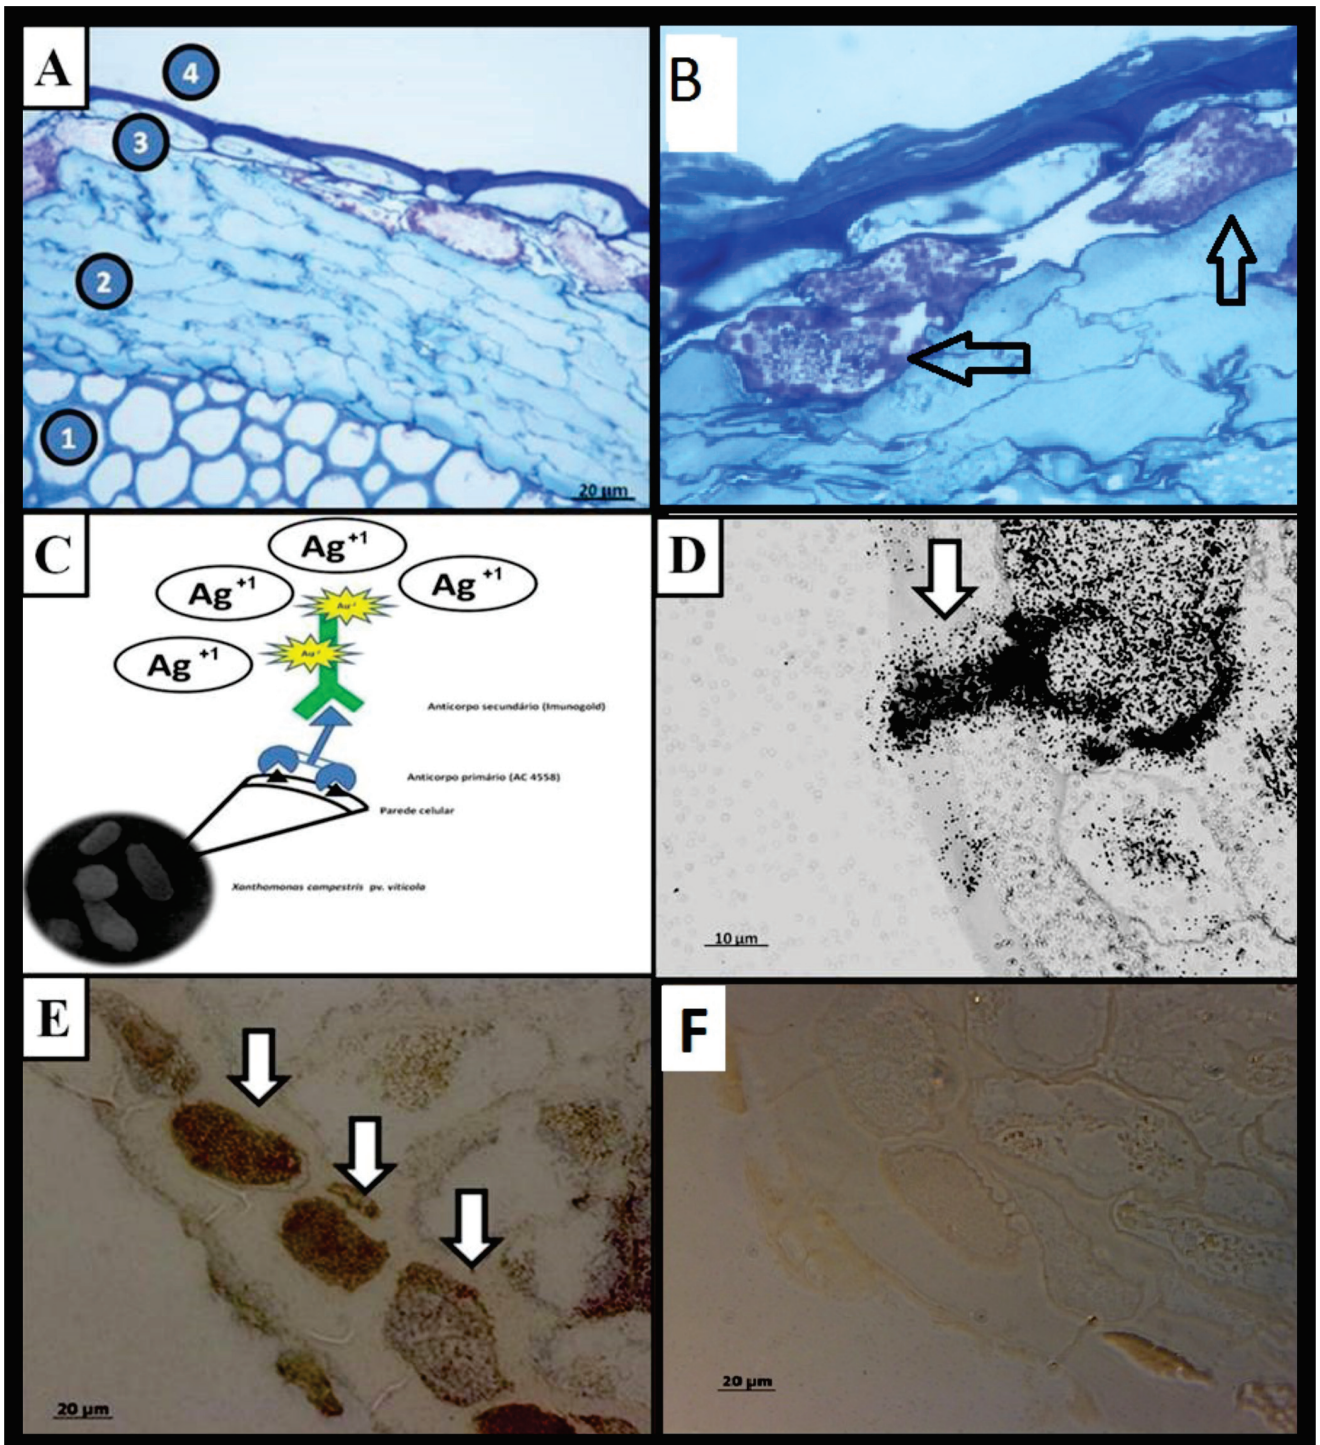 A
4
3
2
1
20 µm
B
C
Ag +1
Ag +1
Ag +1
Ag +1
Anticorpo secundário (Imunogold)
Anticorpo primário (AC 4558)
Parede celular
Xanthomonas campestris pv. viticola
D
10 µm
E
20 µm
F
20 µm